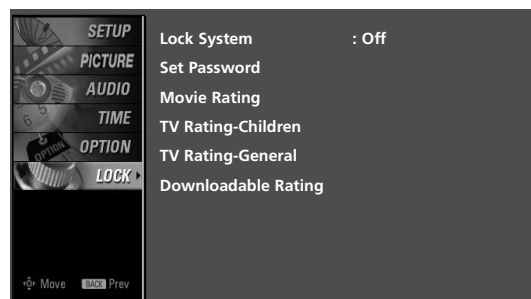 SETUP
PICTURE
AUDIO
TIME
OPTION
LOCK
Lock System : Off
Set Password
Movie Rating
TV Rating-Children
TV Rating-General
Downloadable Rating
Move BACK Prev